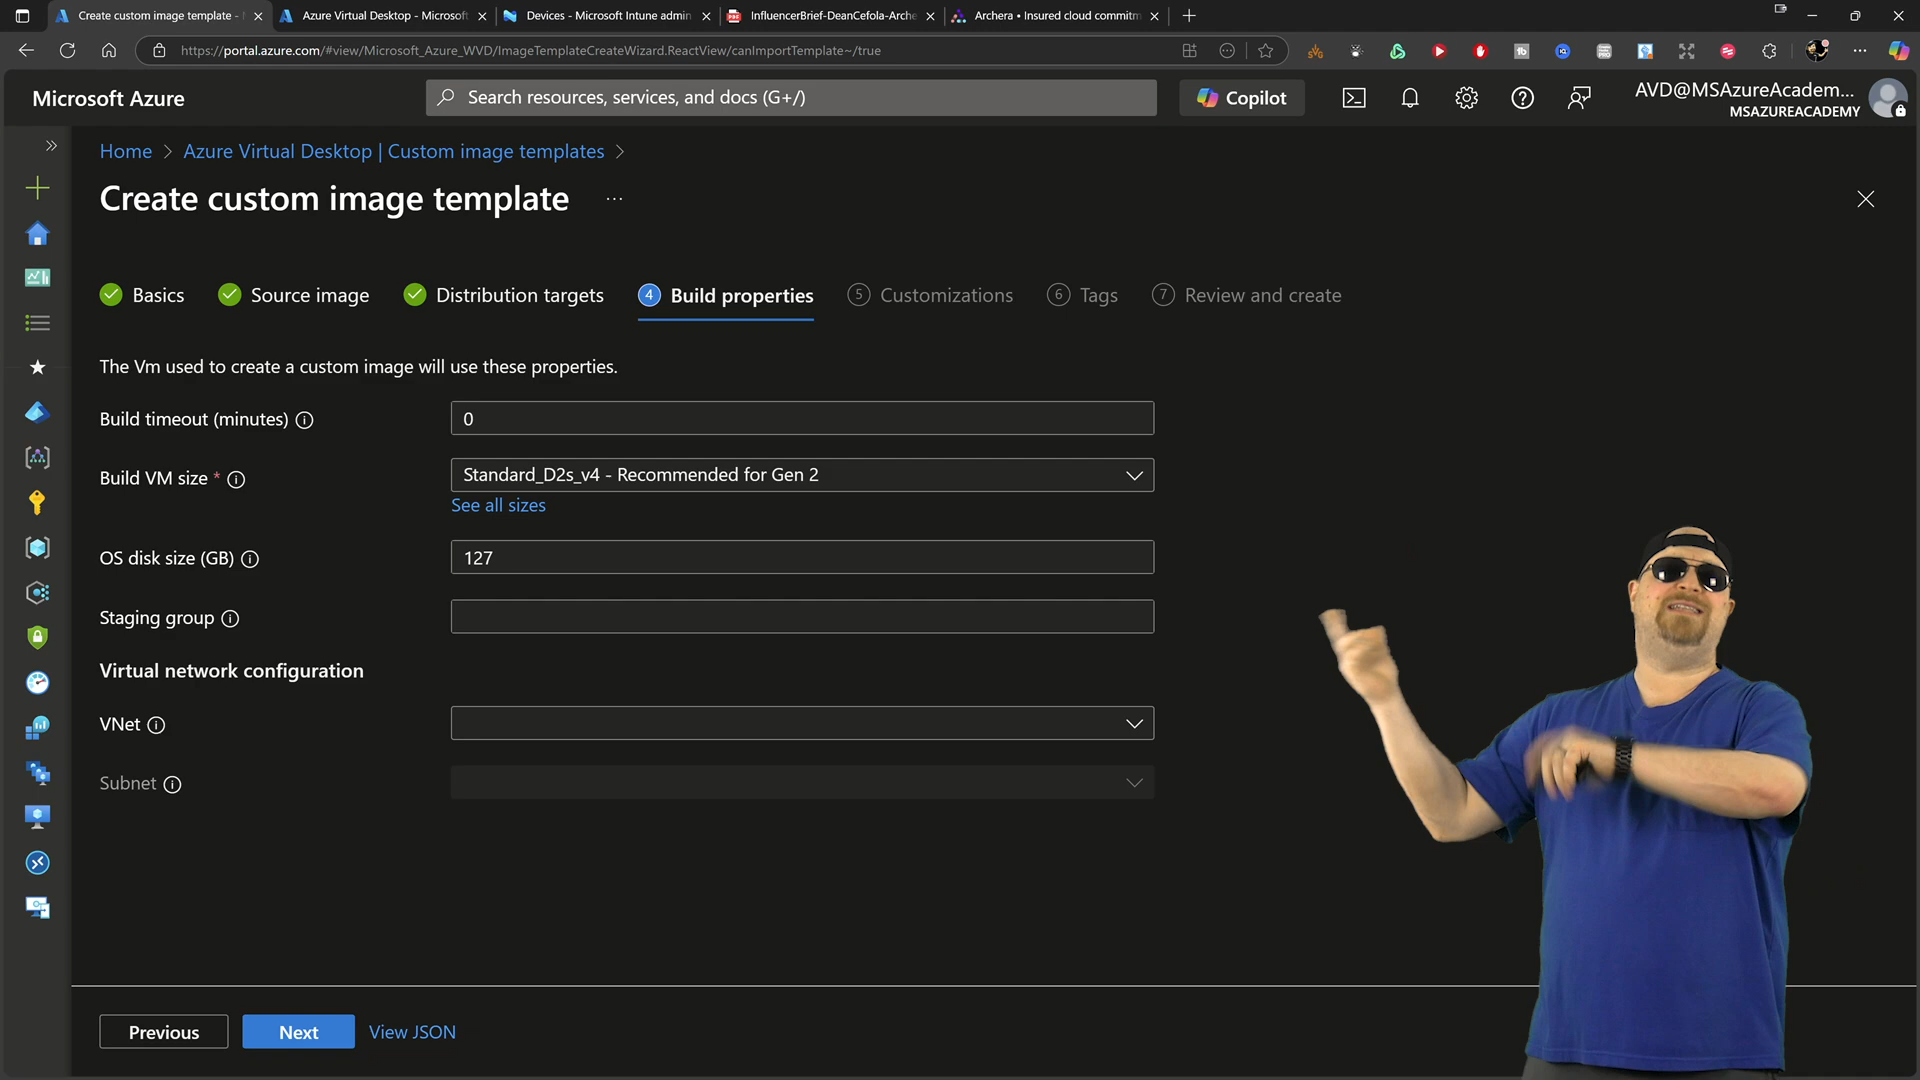 Create custom image template -
Azure Virtual Desktop - Microsoft
Devices - Microsoft Intune admin
InfluencerBrief-DeanCefola-Arche
Archera • Insured cloud commitm
https://portal.azure.com/#view/Microsoft_Azure_WVD/ImageTemplateCreateWizard.ReactView/canImportTemplate~/true
Microsoft Azure
Search resources, services, and docs (G+/)
Copilot
AVD@MSAzureAcadem...
MSAZUREACADEMY
Home > Azure Virtual Desktop | Custom image templates >
Create custom image template ...
Basics
Source image
Distribution targets
4 Build properties
5 Customizations
6 Tags
7 Review and create
The Vm used to create a custom image will use these properties.
Build timeout (minutes)
0
Build VM size *
Standard_D2s_v4 - Recommended for Gen 2
See all sizes
OS disk size (GB)
127
Staging group
Virtual network configuration
VNet
Subnet
Previous
Next
View JSON